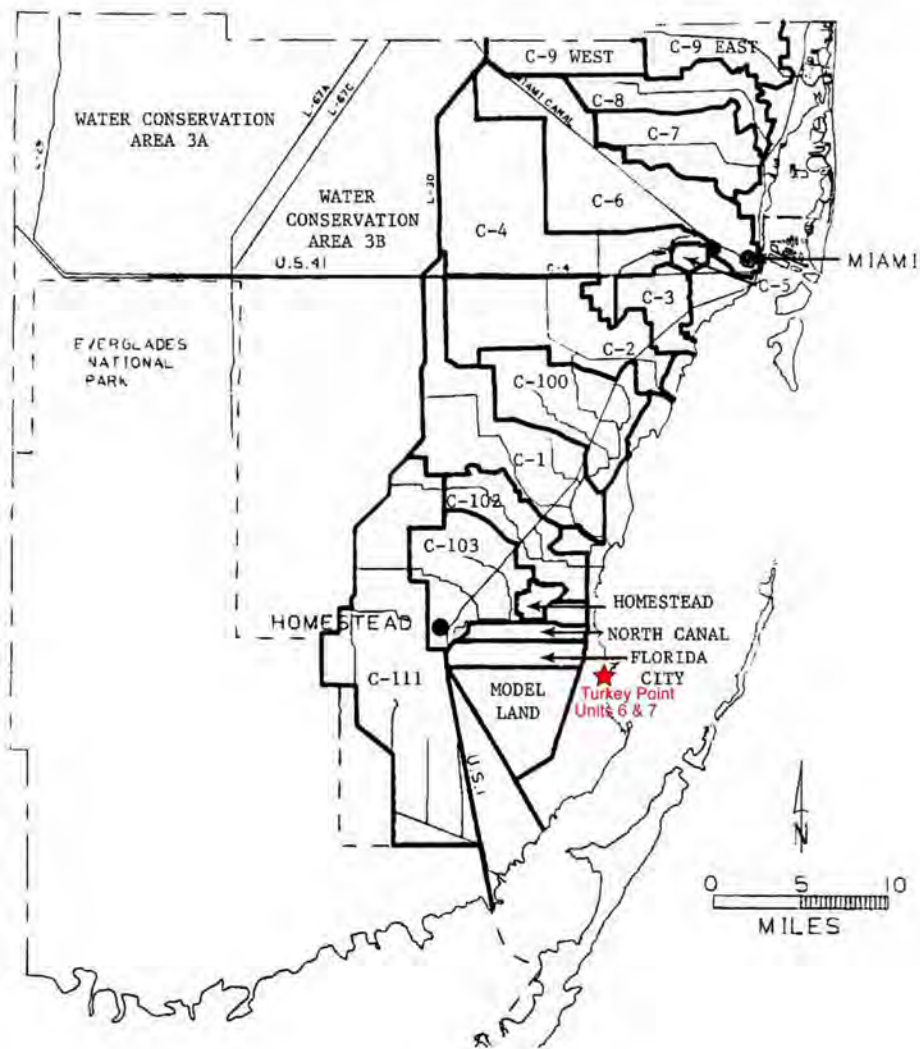 C-9 WEST
C-9 EAST
C-8
C-7
L-67A
L-67C
WATER CONSERVATION
AREA 3A
WATER
CONSERVATION
AREA 3B
L-30
C-6
C-4
U.S.41
C-4
MIAMI
C-5
C-3
C-2
EVERGLADES
NATIONAL
PARK
C-100
C-1
C-102
C-103
HOMESTEAD
HOMESTEAD
NORTH CANAL
FLORIDA
CITY
C-111
MODEL
LAND
Turkey Point
Units 6 & 7
U.S.1
N
0 5 10
MILES